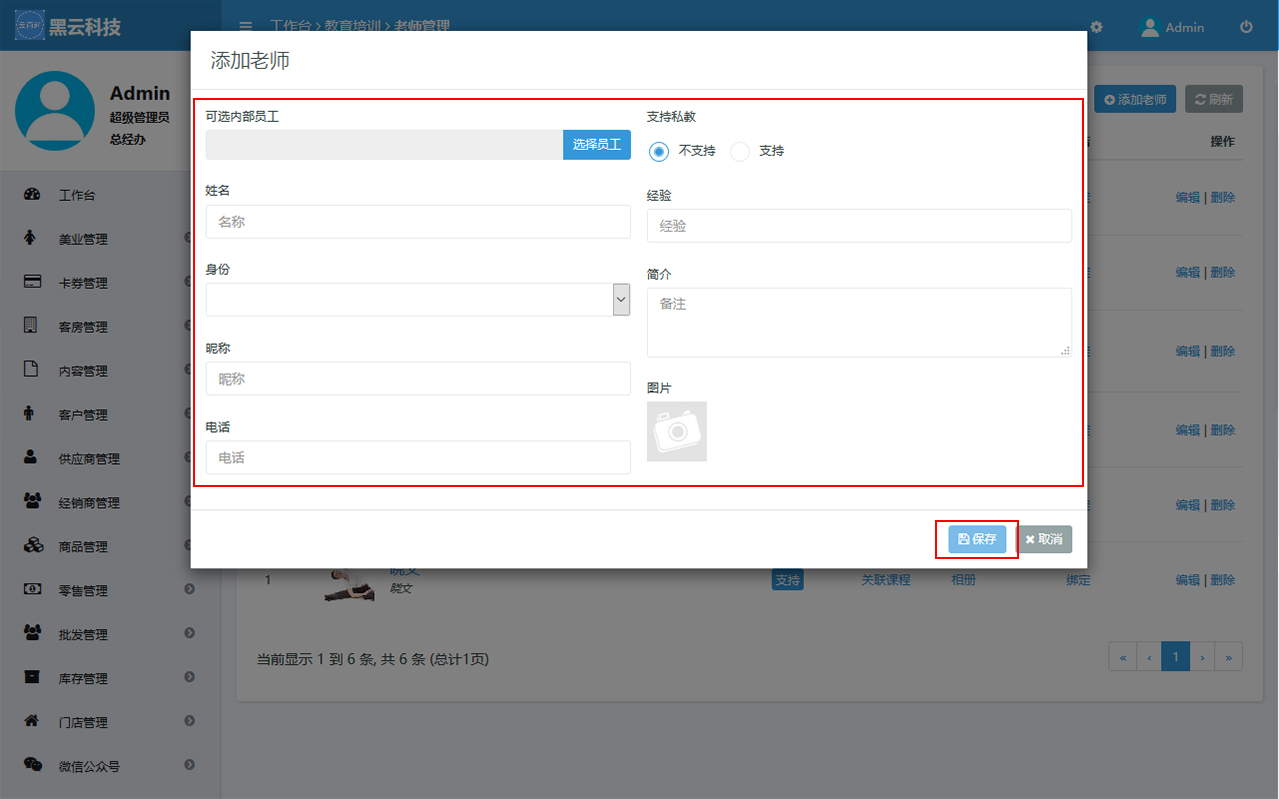 黑云科技
工作台 › 教育培训 › 老师管理
Admin
Admin
超级管理员
总经办
工作台
美业管理
卡券管理
客房管理
内容管理
客户管理
供应商管理
经销商管理
商品管理
零售管理
批发管理
库存管理
门店管理
微信公众号
添加老师
刷新
操作
编辑 | 删除
编辑 | 删除
编辑 | 删除
编辑 | 删除
编辑 | 删除
添加老师
可选内部员工
选择员工
姓名
名称
身份
昵称
昵称
电话
电话
支持私教
不支持
支持
经验
经验
简介
备注
图片
保存
取消
1
晓文
晓文
支持
关联课程
相册
绑定
编辑 | 删除
当前显示 1 到 6 条, 共 6 条 (总计1页)
« ‹ 1 › »